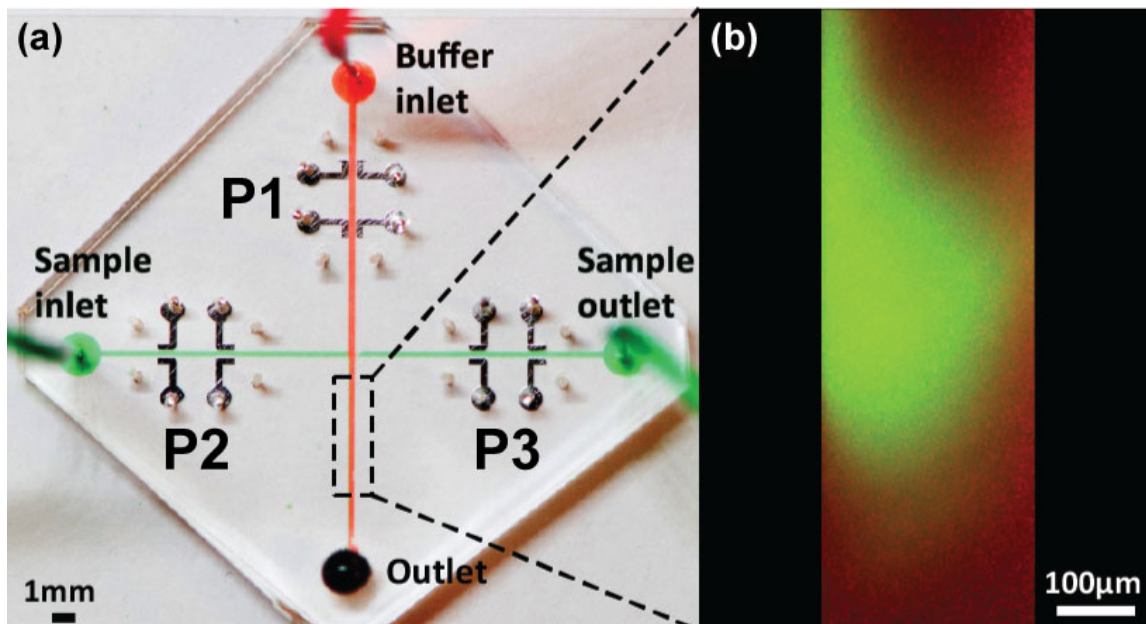 (a)
Buffer
inlet
P1
Sample
inlet
Sample
outlet
P2
P3
Outlet
1mm
(b)
100µm